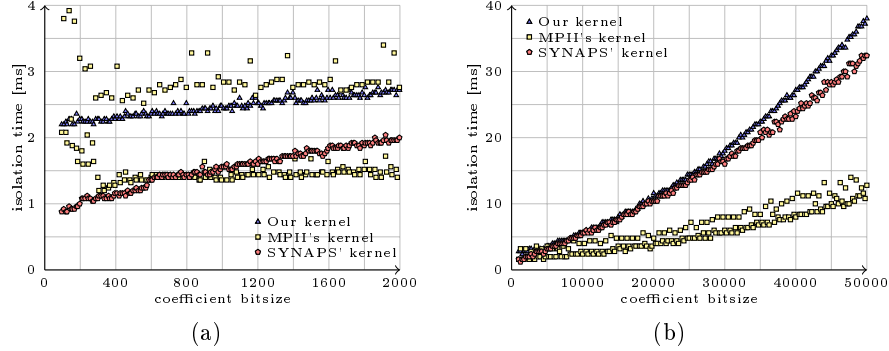 isolation time [ms]
4
3
2
1
0
Our kernel
MPII's kernel
SYNAPS' kernel
0 400 800 1200 1600 2000
coefficient bitsize
(a)
isolation time [ms]
40
30
20
10
0
Our kernel
MPII's kernel
SYNAPS' kernel
0 10000 20000 30000 40000 50000
coefficient bitsize
(b)